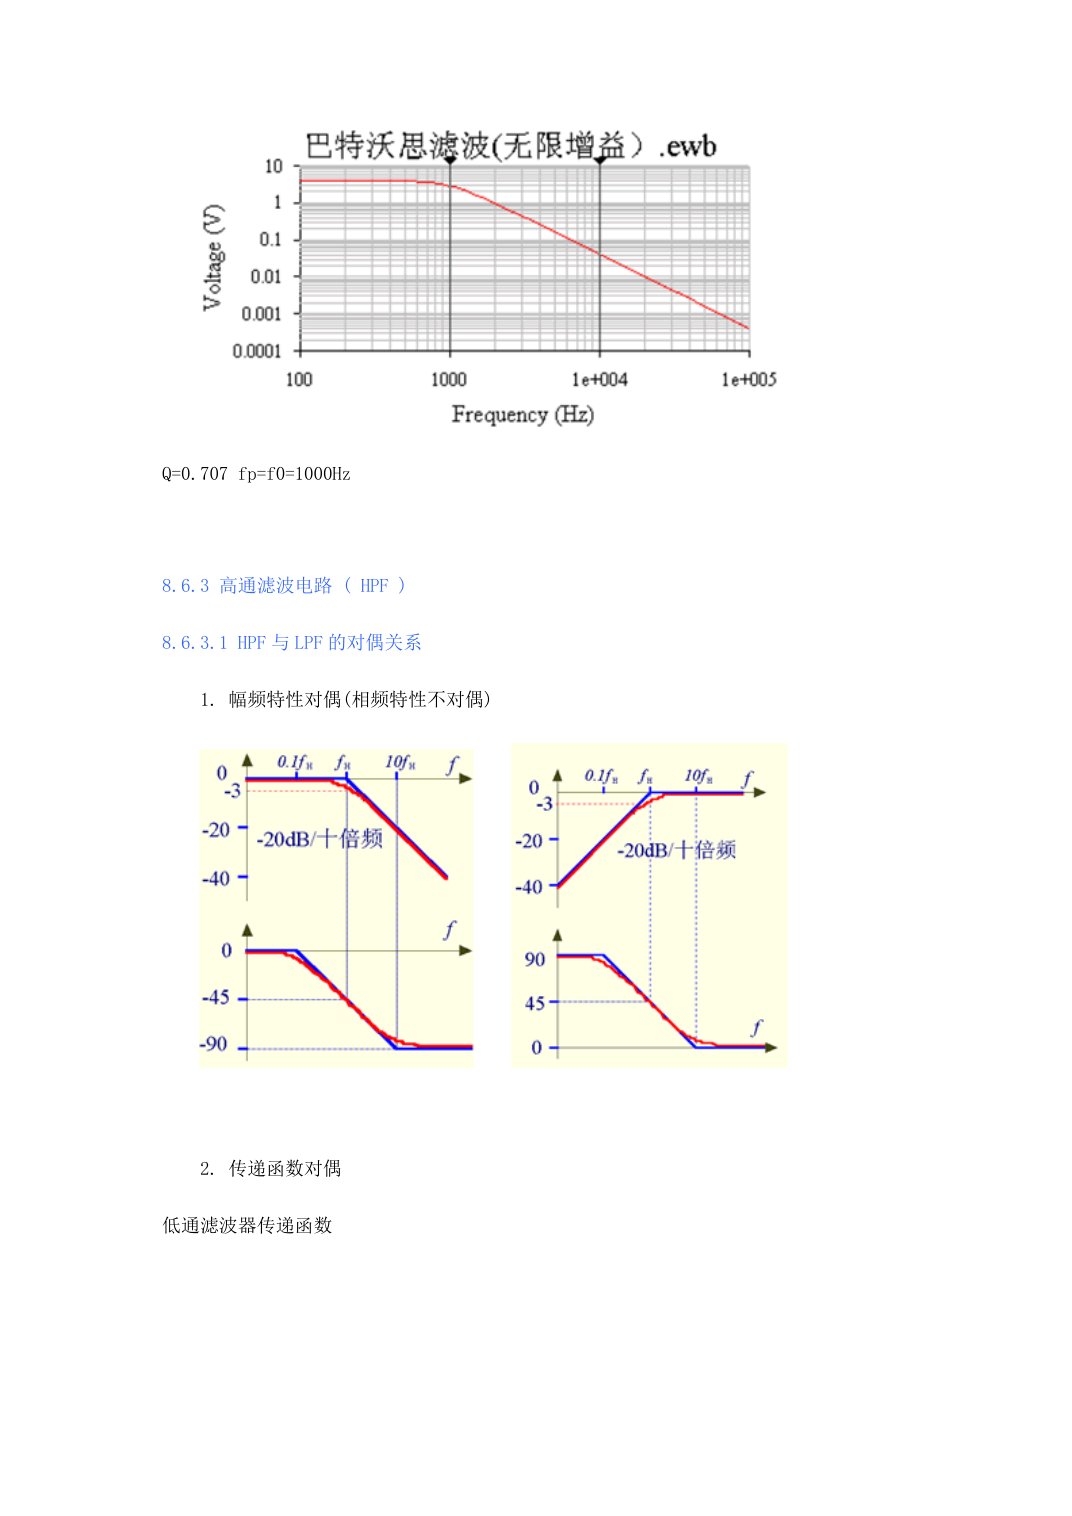 巴特沃思滤波(无限增益）.ewb
10
1
0.1
0.01
0.001
0.0001
Voltage (V)
100 1000 1e+004 1e+005
Frequency (Hz)
Q=0.707 fp=f0=1000Hz
8.6.3 高通滤波电路 ( HPF )
8.6.3.1 HPF 与 LPF 的对偶关系
1. 幅频特性对偶(相频特性不对偶)
0.1fH fH 10fH f
0
-3
-20
-20dB/十倍频
-40
f
0
-45
-90
0.1fH fH 10fH f
0
-3
-20
-20dB/十倍频
-40
90
45
f
0
2. 传递函数对偶
低通滤波器传递函数